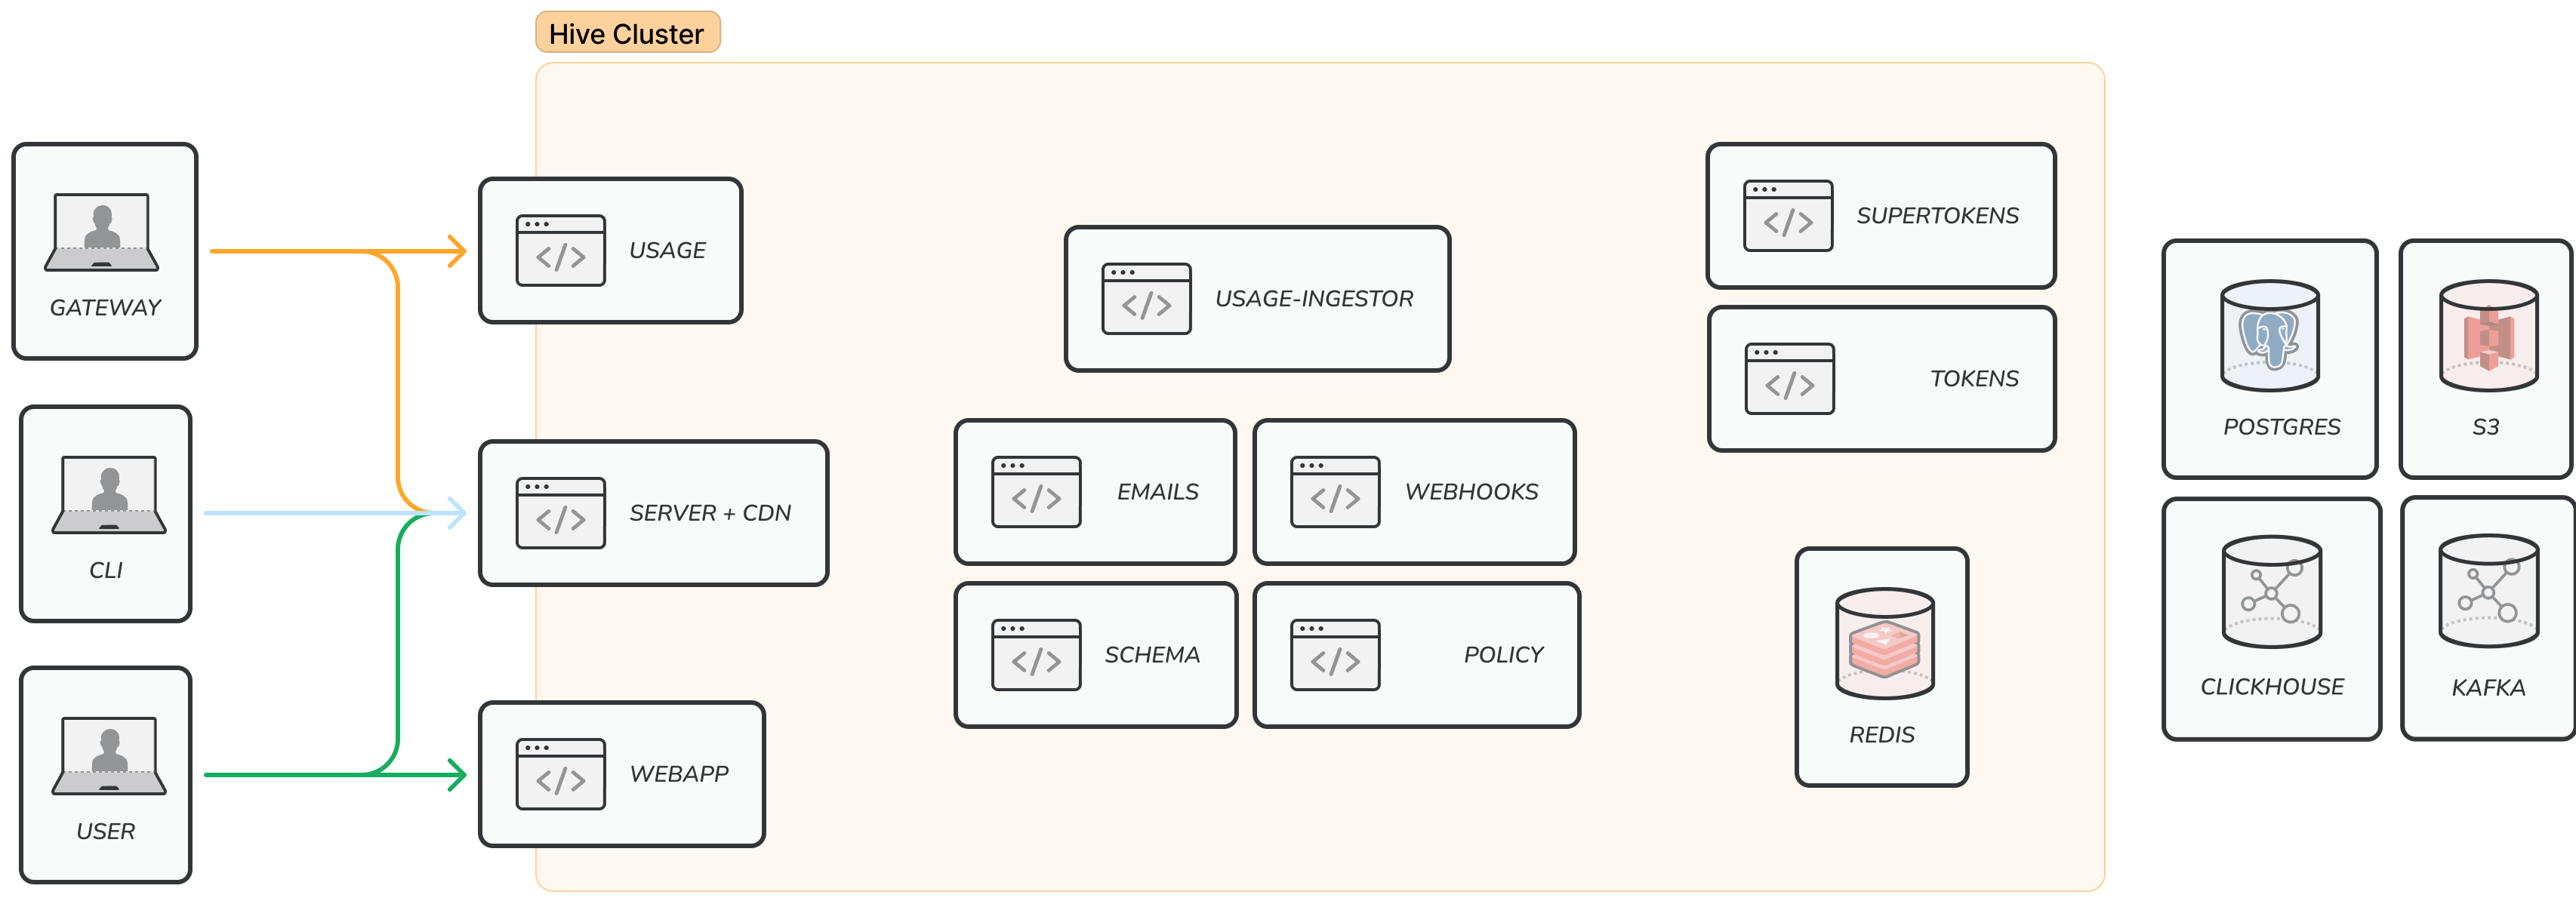 Hive Cluster
GATEWAY
CLI
USER
USAGE
SERVER + CDN
WEBAPP
USAGE-INGESTOR
EMAILS
WEBHOOKS
SCHEMA
POLICY
SUPERTOKENS
TOKENS
REDIS
POSTGRES
S3
CLICKHOUSE
KAFKA